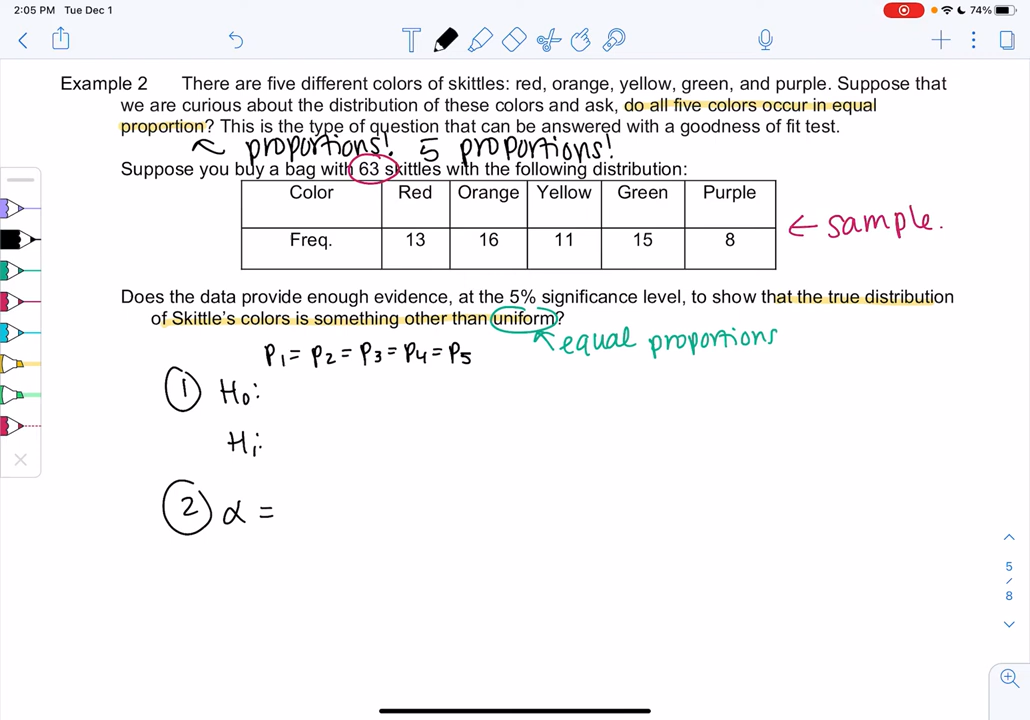 2:05 PM Tue Dec 1
74%
Example 2 There are five different colors of skittles: red, orange, yellow, green, and purple. Suppose that
we are curious about the distribution of these colors and ask, do all five colors occur in equal
proportion? This is the type of question that can be answered with a goodness of fit test.
proportions! 5 proportions!
Suppose you buy a bag with 63 skittles with the following distribution:
Color Red Orange Yellow Green Purple
Freq. 13 16 11 15 8
← sample.
Does the data provide enough evidence, at the 5% significance level, to show that the true distribution
of Skittle's colors is something other than uniform?
equal proportions
P₁ = P₂ = P₃ = P₄ = P₅
① H₀:
H₁:
② α =
5
/
8